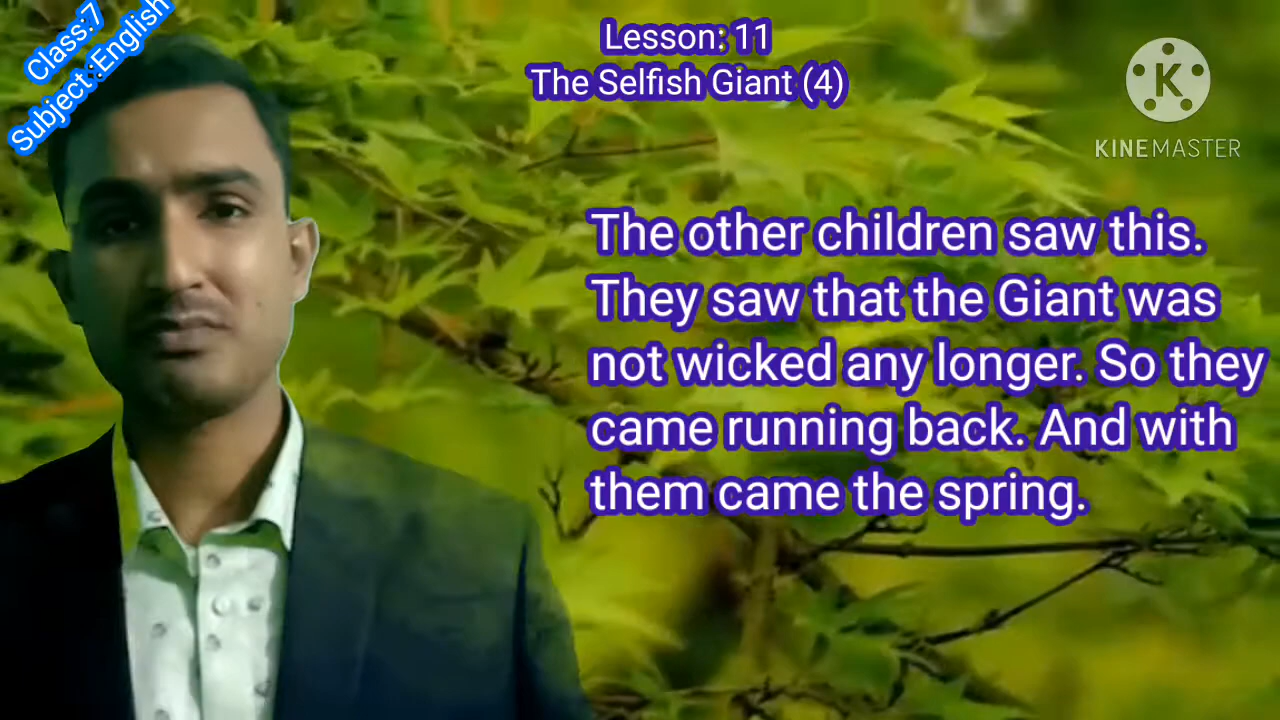 Class:7
Subject:English
Lesson: 11
The Selfish Giant (4)
K
KINEMASTER
The other children saw this.
They saw that the Giant was
not wicked any longer. So they
came running back. And with
them came the spring.